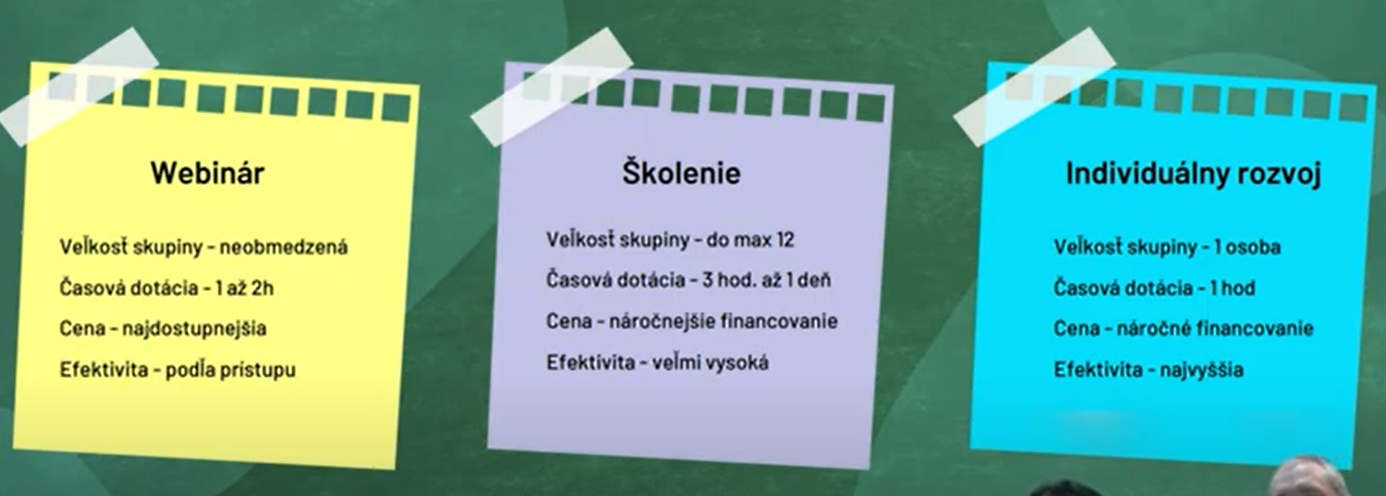 Webinár
Veľkosť skupiny - neobmedzená
Časová dotácia - 1 až 2h
Cena - najdostupnejšia
Efektivita - podľa prístupu
Školenie
Veľkosť skupiny - do max 12
Časová dotácia - 3 hod. až 1 deň
Cena - náročnejšie financovanie
Efektivita - veľmi vysoká
Individuálny rozvoj
Veľkosť skupiny - 1 osoba
Časová dotácia - 1 hod
Cena - náročné financovanie
Efektivita - najvyššia